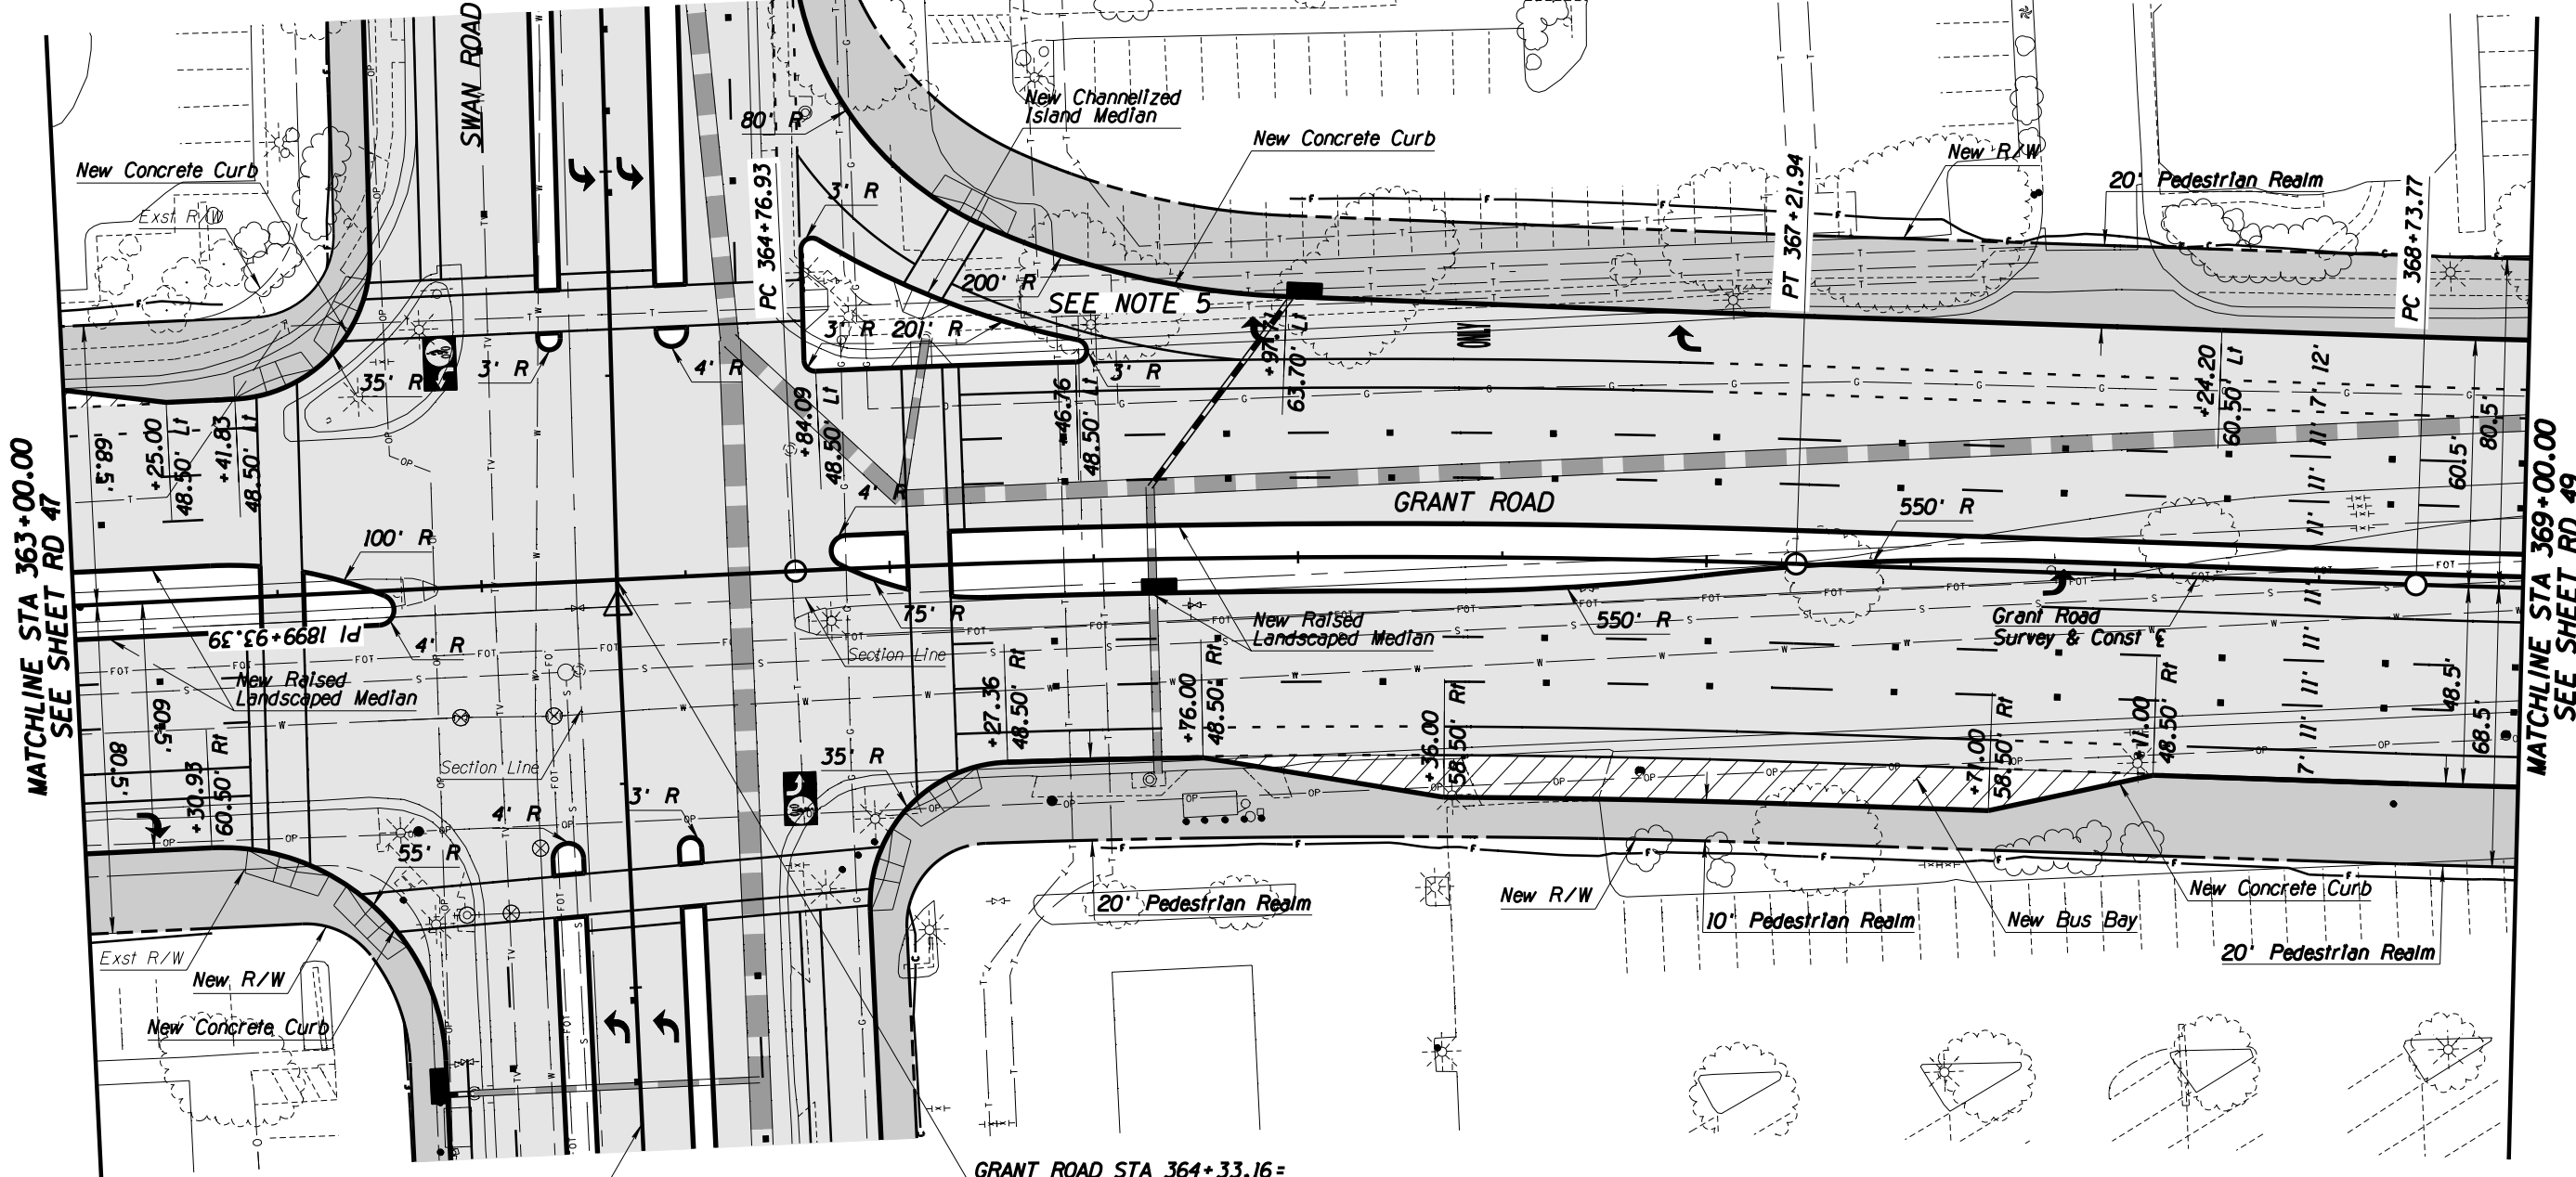 SWAN ROAD
80' R
New Channelized
Island Median
New Concrete Curb
New R/W
20' Pedestrian Realm
PC 364+76.93
PT 367+21.94
PC 368+73.77
New Concrete Curb
Exst R/W
3' R
200' R
SEE NOTE 5
3' R
201' R
3' R
35' R
3' R
4' R
ONLY
+97.71
63.70' Lt
+24.20
60.50' Lt
12'
7'
11'
11'
11'
11'
11'
11'
7'
60.5'
80.5'
68.5'
+25.00
48.50' Lt
+41.83
48.50' Lt
+84.09
48.50' Lt
+46.76
48.50' Lt
4' R
GRANT ROAD
550' R
MATCHLINE STA 363+00.00
SEE SHEET RD 47
MATCHLINE STA 369+00.00
SEE SHEET RD 49
100' R
75' R
4' R
PI 1899+93.39
New Raised
Landscaped Median
550' R
Grant Road
Survey & Const ℄
Section Line
New Raised
Landscaped Median
60.5'
80.5'
+30.93
60.50' Rt
Section Line
+27.36
48.50' Rt
+76.00
48.50' Rt
+36.00
58.50' Rt
+71.00
58.50' Rt
+11.00
48.50' Rt
48.5'
68.5'
35' R
4' R
3' R
55' R
20' Pedestrian Realm
New R/W
10' Pedestrian Realm
New Bus Bay
New Concrete Curb
20' Pedestrian Realm
Exst R/W
New R/W
New Concrete Curb
GRANT ROAD STA 364+33.16=